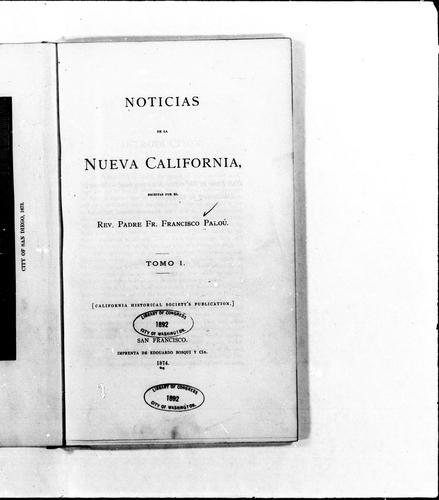 CITY OF SAN DIEGO, 1872.
NOTICIAS
DE LA
NUEVA CALIFORNIA,
ESCRITAS POR EL
REV. PADRE FR. FRANCISCO PALOÚ.
TOMO I.
[CALIFORNIA HISTORICAL SOCIETY'S PUBLICATION.]
LIBRARY OF CONGRESS
1892
CITY OF WASHINGTON.
SAN FRANCISCO.
IMPRENTA DE EDOUARDO BOSQUI Y CIA.
1874.
LIBRARY OF CONGRESS
1892
CITY OF WASHINGTON.